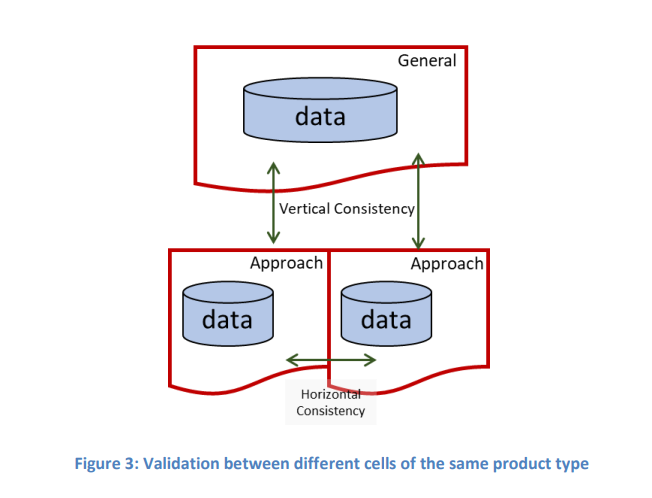 General
data
Vertical Consistency
Approach
Approach
data
data
Horizontal
Consistency
Figure 3: Validation between different cells of the same product type